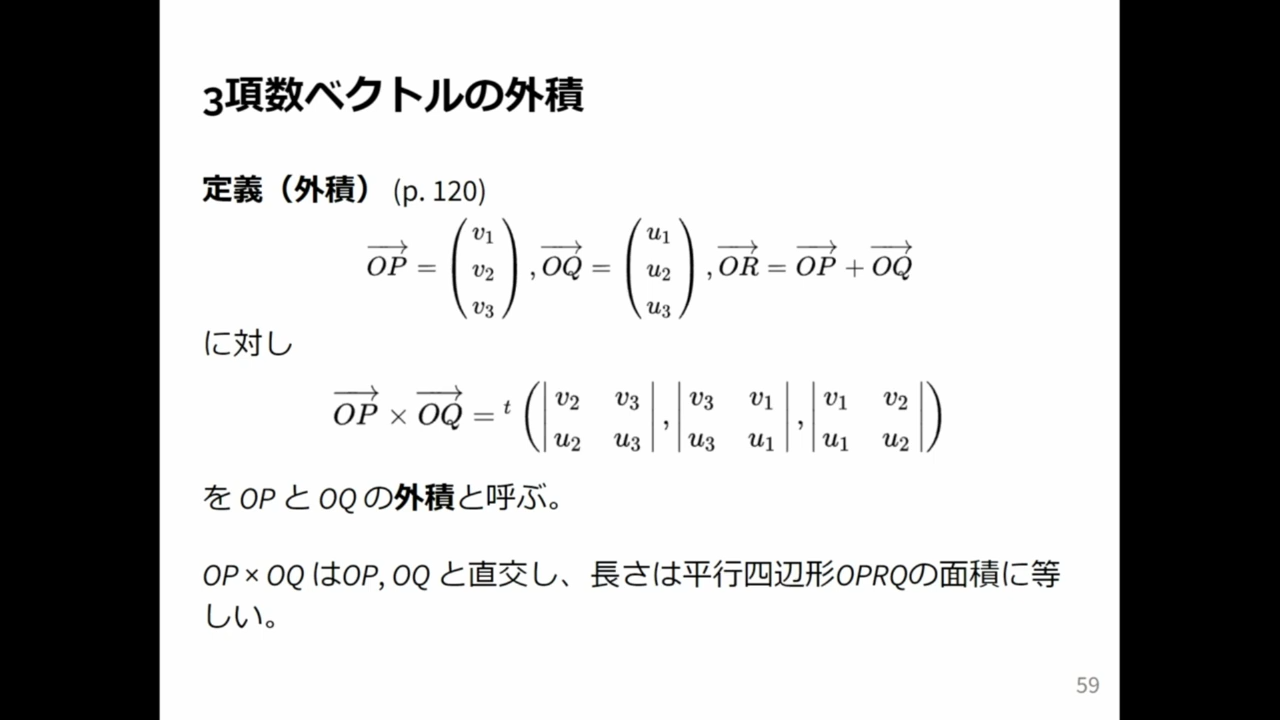 3項数ベクトルの外積
定義（外積） (p. 120)
$\overrightarrow{OP} = \begin{pmatrix} v_1 \\ v_2 \\ v_3 \end{pmatrix}, \overrightarrow{OQ} = \begin{pmatrix} u_1 \\ u_2 \\ u_3 \end{pmatrix}, \overrightarrow{OR} = \overrightarrow{OP} + \overrightarrow{OQ}$
に対し
$\overrightarrow{OP} \times \overrightarrow{OQ} = {}^t\left( \begin{vmatrix} v_2 & v_3 \\ u_2 & u_3 \end{vmatrix}, \begin{vmatrix} v_3 & v_1 \\ u_3 & u_1 \end{vmatrix}, \begin{vmatrix} v_1 & v_2 \\ u_1 & u_2 \end{vmatrix} \right)$
を OP と OQ の外積と呼ぶ。
OP × OQ はOP, OQ と直交し、長さは平行四辺形OPRQの面積に等
しい。
59